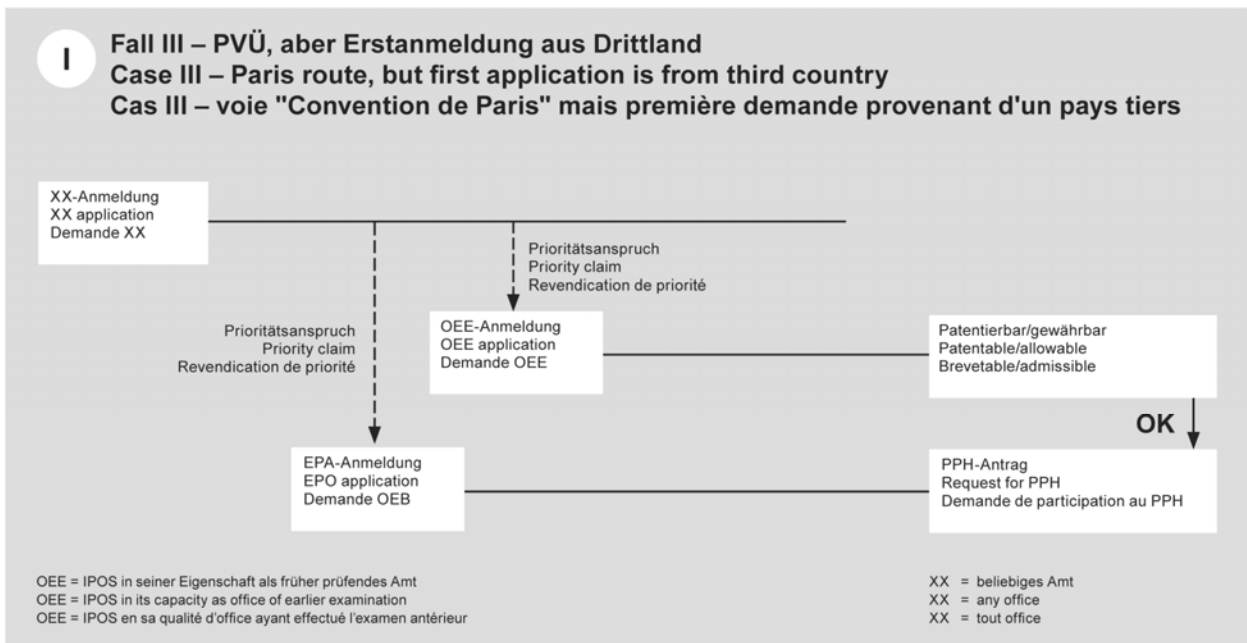 I
Fall III – PVÜ, aber Erstanmeldung aus Drittland
Case III – Paris route, but first application is from third country
Cas III – voie "Convention de Paris" mais première demande provenant d'un pays tiers
XX-Anmeldung
XX application
Demande XX
Prioritätsanspruch
Priority claim
Revendication de priorité
OEE-Anmeldung
OEE application
Demande OEE
Patentierbar/gewährbar
Patentable/allowable
Brevetable/admissible
Prioritätsanspruch
Priority claim
Revendication de priorité
OK
EPA-Anmeldung
EPO application
Demande OEB
PPH-Antrag
Request for PPH
Demande de participation au PPH
OEE = IPOS in seiner Eigenschaft als früher prüfendes Amt
OEE = IPOS in its capacity as office of earlier examination
OEE = IPOS en sa qualité d'office ayant effectué l'examen antérieur
XX = beliebiges Amt
XX = any office
XX = tout office